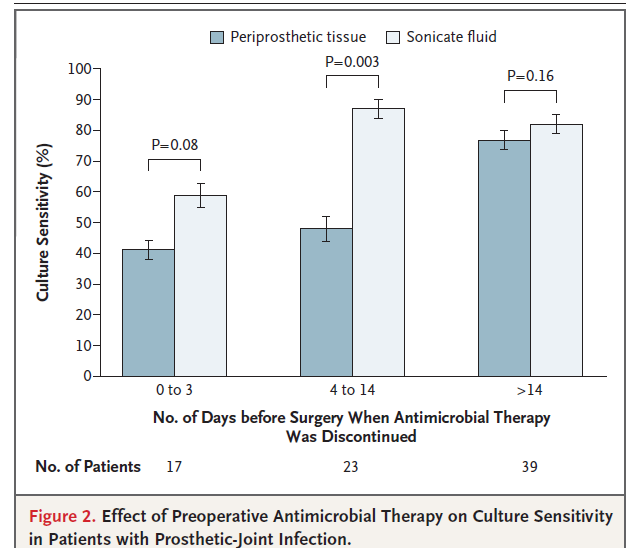 Periprosthetic tissue Sonicate fluid
P=0.003
P=0.16
P=0.08
Culture Sensitivity (%)
100
90
80
70
60
50
40
30
20
10
0
0 to 3 4 to 14 >14
No. of Days before Surgery When Antimicrobial Therapy
Was Discontinued
No. of Patients 17 23 39
Figure 2. Effect of Preoperative Antimicrobial Therapy on Culture Sensitivity
in Patients with Prosthetic-Joint Infection.